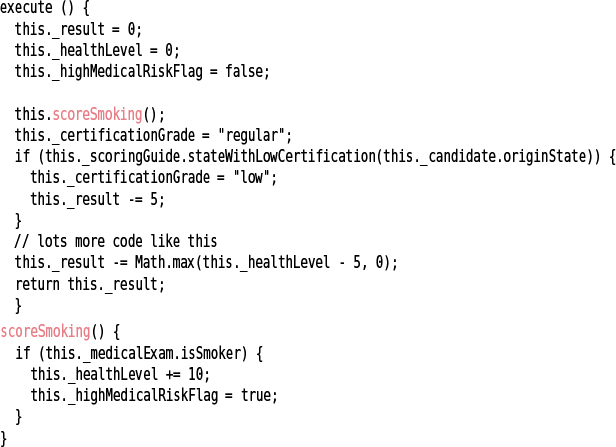 execute () {
  this._result = 0;
  this._healthLevel = 0;
  this._highMedicalRiskFlag = false;

  this.scoreSmoking();
  this._certificationGrade = "regular";
  if (this._scoringGuide.stateWithLowCertification(this._candidate.originState)) {
    this._certificationGrade = "low";
    this._result -= 5;
  }
  // lots more code like this
  this._result -= Math.max(this._healthLevel - 5, 0);
  return this._result;
  }
scoreSmoking() {
  if (this._medicalExam.isSmoker) {
    this._healthLevel += 10;
    this._highMedicalRiskFlag = true;
  }
}